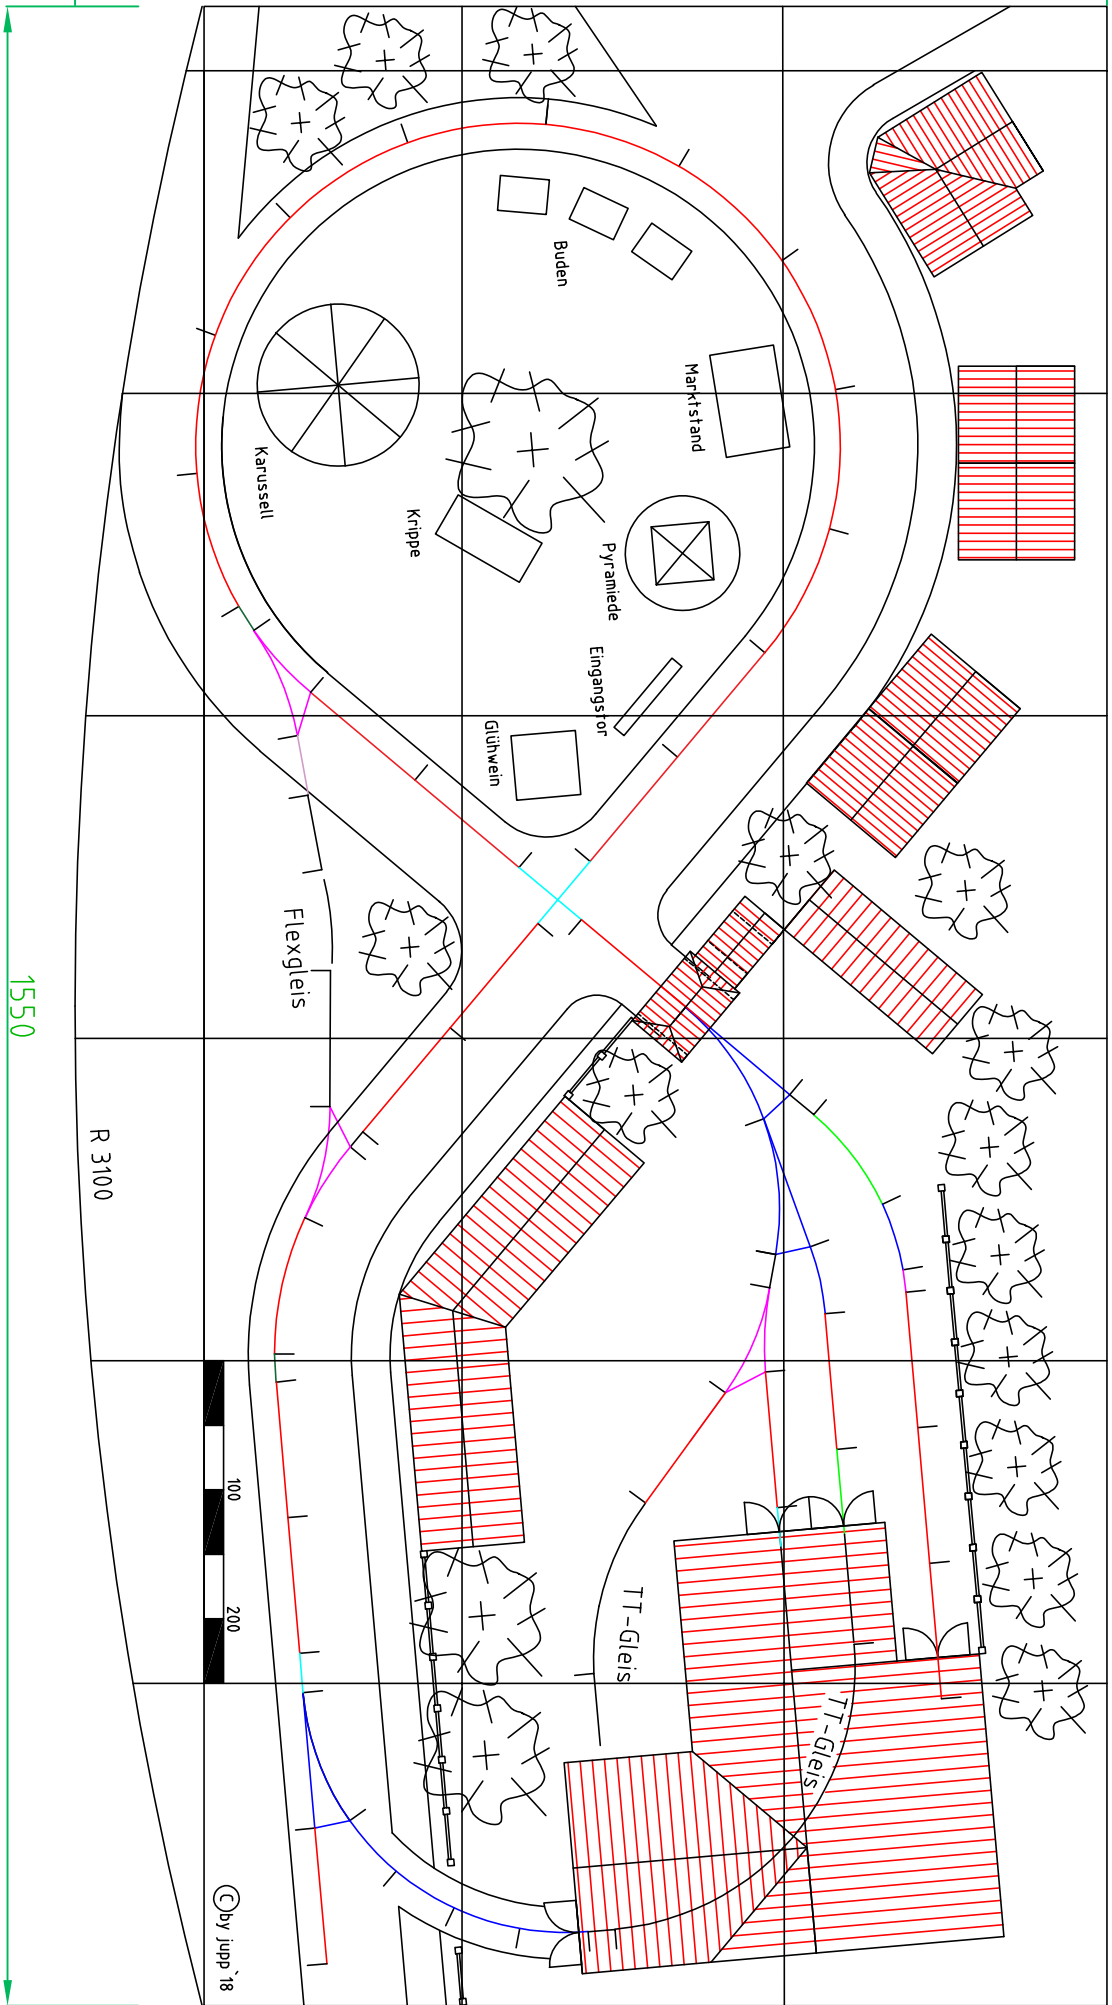 Buden
Marktstand
Karussell
Krippe
Pyramiede
Eingangstor
Glühwein
Flexgleis
1550
R 3100
100
200
TT-Gleis
TT-Gleis
©by jupp`18